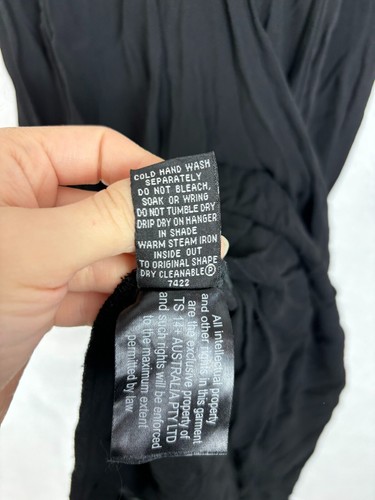 COLD HAND WASH
SEPARATELY
DO NOT BLEACH,
SOAK OR WRING
DO NOT TUMBLE DRY
DRIP DRY ON HANGER
IN SHADE
WARM STEAM IRON
INSIDE OUT
TO ORIGINAL SHAPE
DRY CLEANABLE Ⓟ
7422
All intellectual property
and other rights in this garment
are the exclusive property of
TS 14+ AUSTRALIA PTY LTD
and such rights will be enforced
to the maximum extent
permitted by law